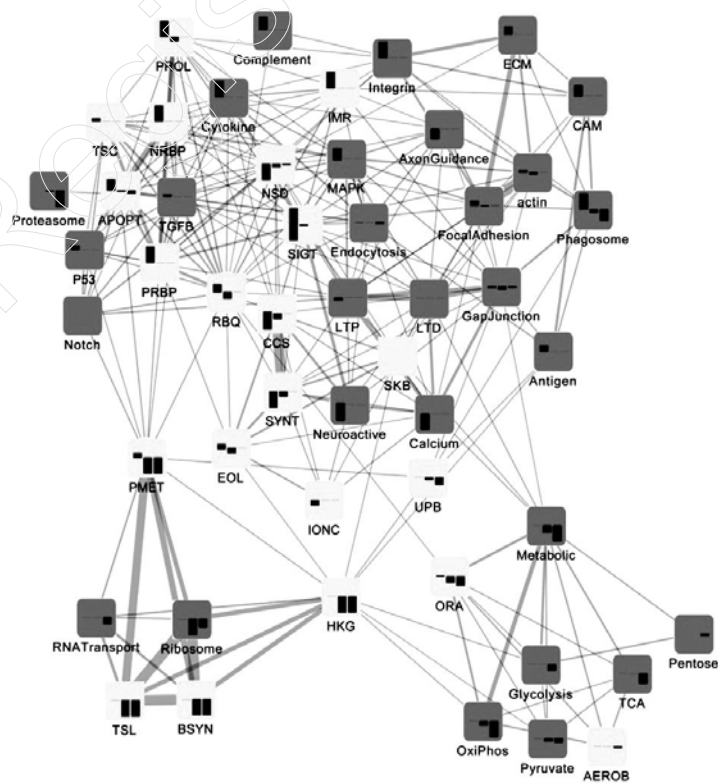 PROL
Complement
Integrin
ECM
Cytokine
IMR
CAM
TSC
NRBP
AxonGuidance
NSD
MAPK
actin
Proteasome
APOPT
TGFB
SIGT
Endocytosis
FocalAdhesion
Phagosome
P53
PRBP
Notch
RBQ
CCS
LTP
LTD
GapJunction
SKB
Antigen
SYNT
Neuroactive
Calcium
PMET
EOL
IONC
UPB
Metabolic
ORA
HKG
RNATransport
Ribosome
Pentose
Glycolysis
TCA
TSL
BSYN
OxiPhos
Pyruvate
AEROB